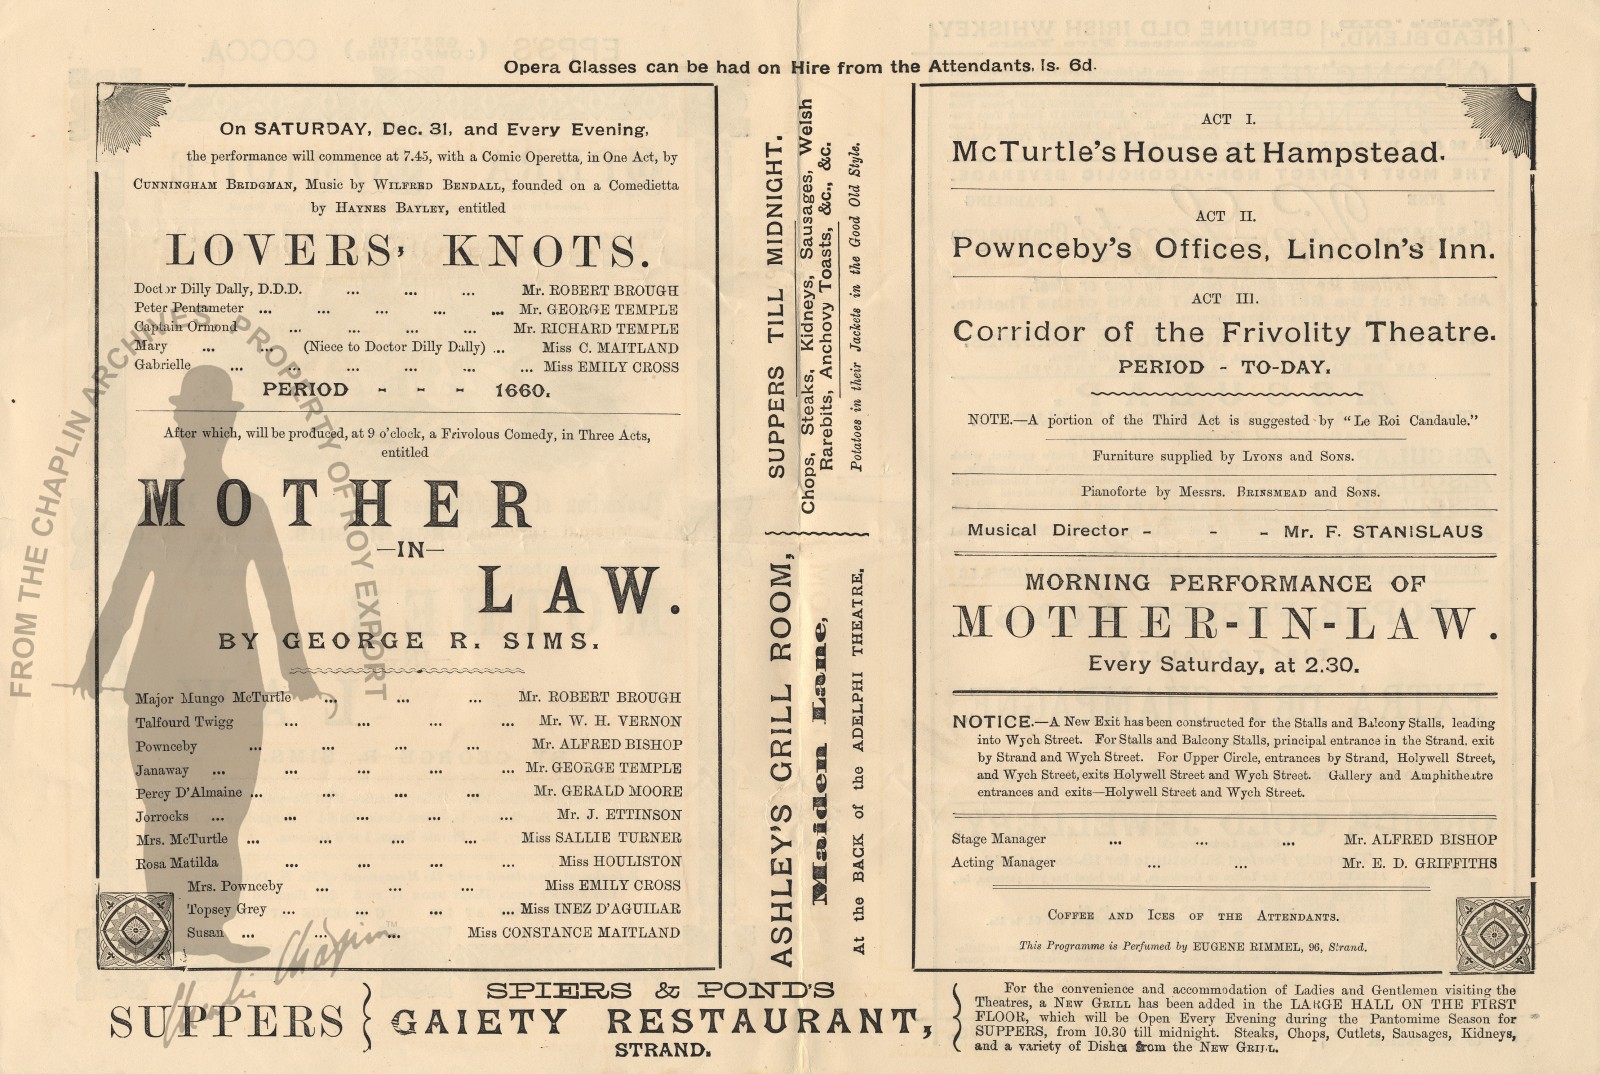 Opera Glasses can be had on Hire from the Attendants, 1s. 6d.
On SATURDAY, Dec. 31, and Every Evening,
the performance will commence at 7.45, with a Comic Operetta, in One Act, by
CUNNINGHAM BRIDGMAN, Music by WILFRED BENDALL, founded on a Comedietta
by HAYNES BAYLEY, entitled
LOVERS' KNOTS.
Doctor Dilly Dally, D.D.D. ... ... ... Mr. ROBERT BROUGH
Peter Pentameter ... ... ... ... ... Mr. GEORGE TEMPLE
Captain Ormond ... ... ... ... Mr. RICHARD TEMPLE
Mary ... ... (Niece to Doctor Dilly Dally) ... Miss C. MAITLAND
Gabrielle ... ... ... ... ... Miss EMILY CROSS
PERIOD - - - 1660.
After which, will be produced, at 9 o'clock, a Frivolous Comedy, in Three Acts,
entitled
MOTHER
—IN—
LAW.
BY GEORGE R. SIMS.
Major Mungo McTurtle ... ... ... Mr. ROBERT BROUGH
Talfourd Twigg ... ... ... Mr. W. H. VERNON
Pownceby ... ... ... Mr. ALFRED BISHOP
Janaway ... ... ... ... Mr. GEORGE TEMPLE
Percy D'Almaine ... ... ... ... Mr. GERALD MOORE
Jorrocks ... ... ... ... Mr. J. ETTINSON
Mrs. McTurtle ... ... ... ... Miss SALLIE TURNER
Rosa Matilda ... ... ... Miss HOULISTON
Mrs. Pownceby ... ... ... Miss EMILY CROSS
Topsey Grey ... ... ... ... Miss INEZ D'AGUILAR
Susan ... ... ... Miss CONSTANCE MAITLAND
FROM THE CHAPLIN ARCHIVES PROPERTY OF ROY EXPORT
Charlie Chaplin™
SUPPERS TILL MIDNIGHT.
Chops, Steaks, Kidneys, Sausages, Welsh
Rarebits, Anchovy Toasts, &c., &c.
Potatoes in their Jackets in the Good Old Style.
ASHLEY'S GRILL ROOM,
Maiden Lane,
At the BACK of the ADELPHI THEATRE.
ACT I.
McTurtle's House at Hampstead.
ACT II.
Pownceby's Offices, Lincoln's Inn.
ACT III.
Corridor of the Frivolity Theatre.
PERIOD - TO-DAY.
NOTE.—A portion of the Third Act is suggested by "Le Roi Candaule."
Furniture supplied by LYONS and SONS.
Pianoforte by Messrs. BRINSMEAD and SONS.
Musical Director - - - Mr. F. STANISLAUS
MORNING PERFORMANCE OF
MOTHER-IN-LAW.
Every Saturday, at 2.30.
NOTICE.—A New Exit has been constructed for the Stalls and Balcony Stalls, leading
into Wych Street. For Stalls and Balcony Stalls, principal entrance in the Strand, exit
by Strand and Wych Street. For Upper Circle, entrances by Strand, Holywell Street,
and Wych Street, exits Holywell Street and Wych Street. Gallery and Amphitheatre
entrances and exits—Holywell Street and Wych Street.
Stage Manager ... ... ... Mr. ALFRED BISHOP
Acting Manager ... ... Mr. E. D. GRIFFITHS
COFFEE AND ICES OF THE ATTENDANTS.
This Programme is Perfumed by EUGENE RIMMEL, 96, Strand.
SUPPERS
SPIERS & POND'S
GAIETY RESTAURANT,
STRAND.
For the convenience and accommodation of Ladies and Gentlemen visiting the
Theatres, a NEW GRILL has been added in the LARGE HALL ON THE FIRST
FLOOR, which will be Open Every Evening during the Pantomime Season for
SUPPERS, from 10.30 till midnight. Steaks, Chops, Cutlets, Sausages, Kidneys,
and a variety of Dishes from the NEW GRILL.